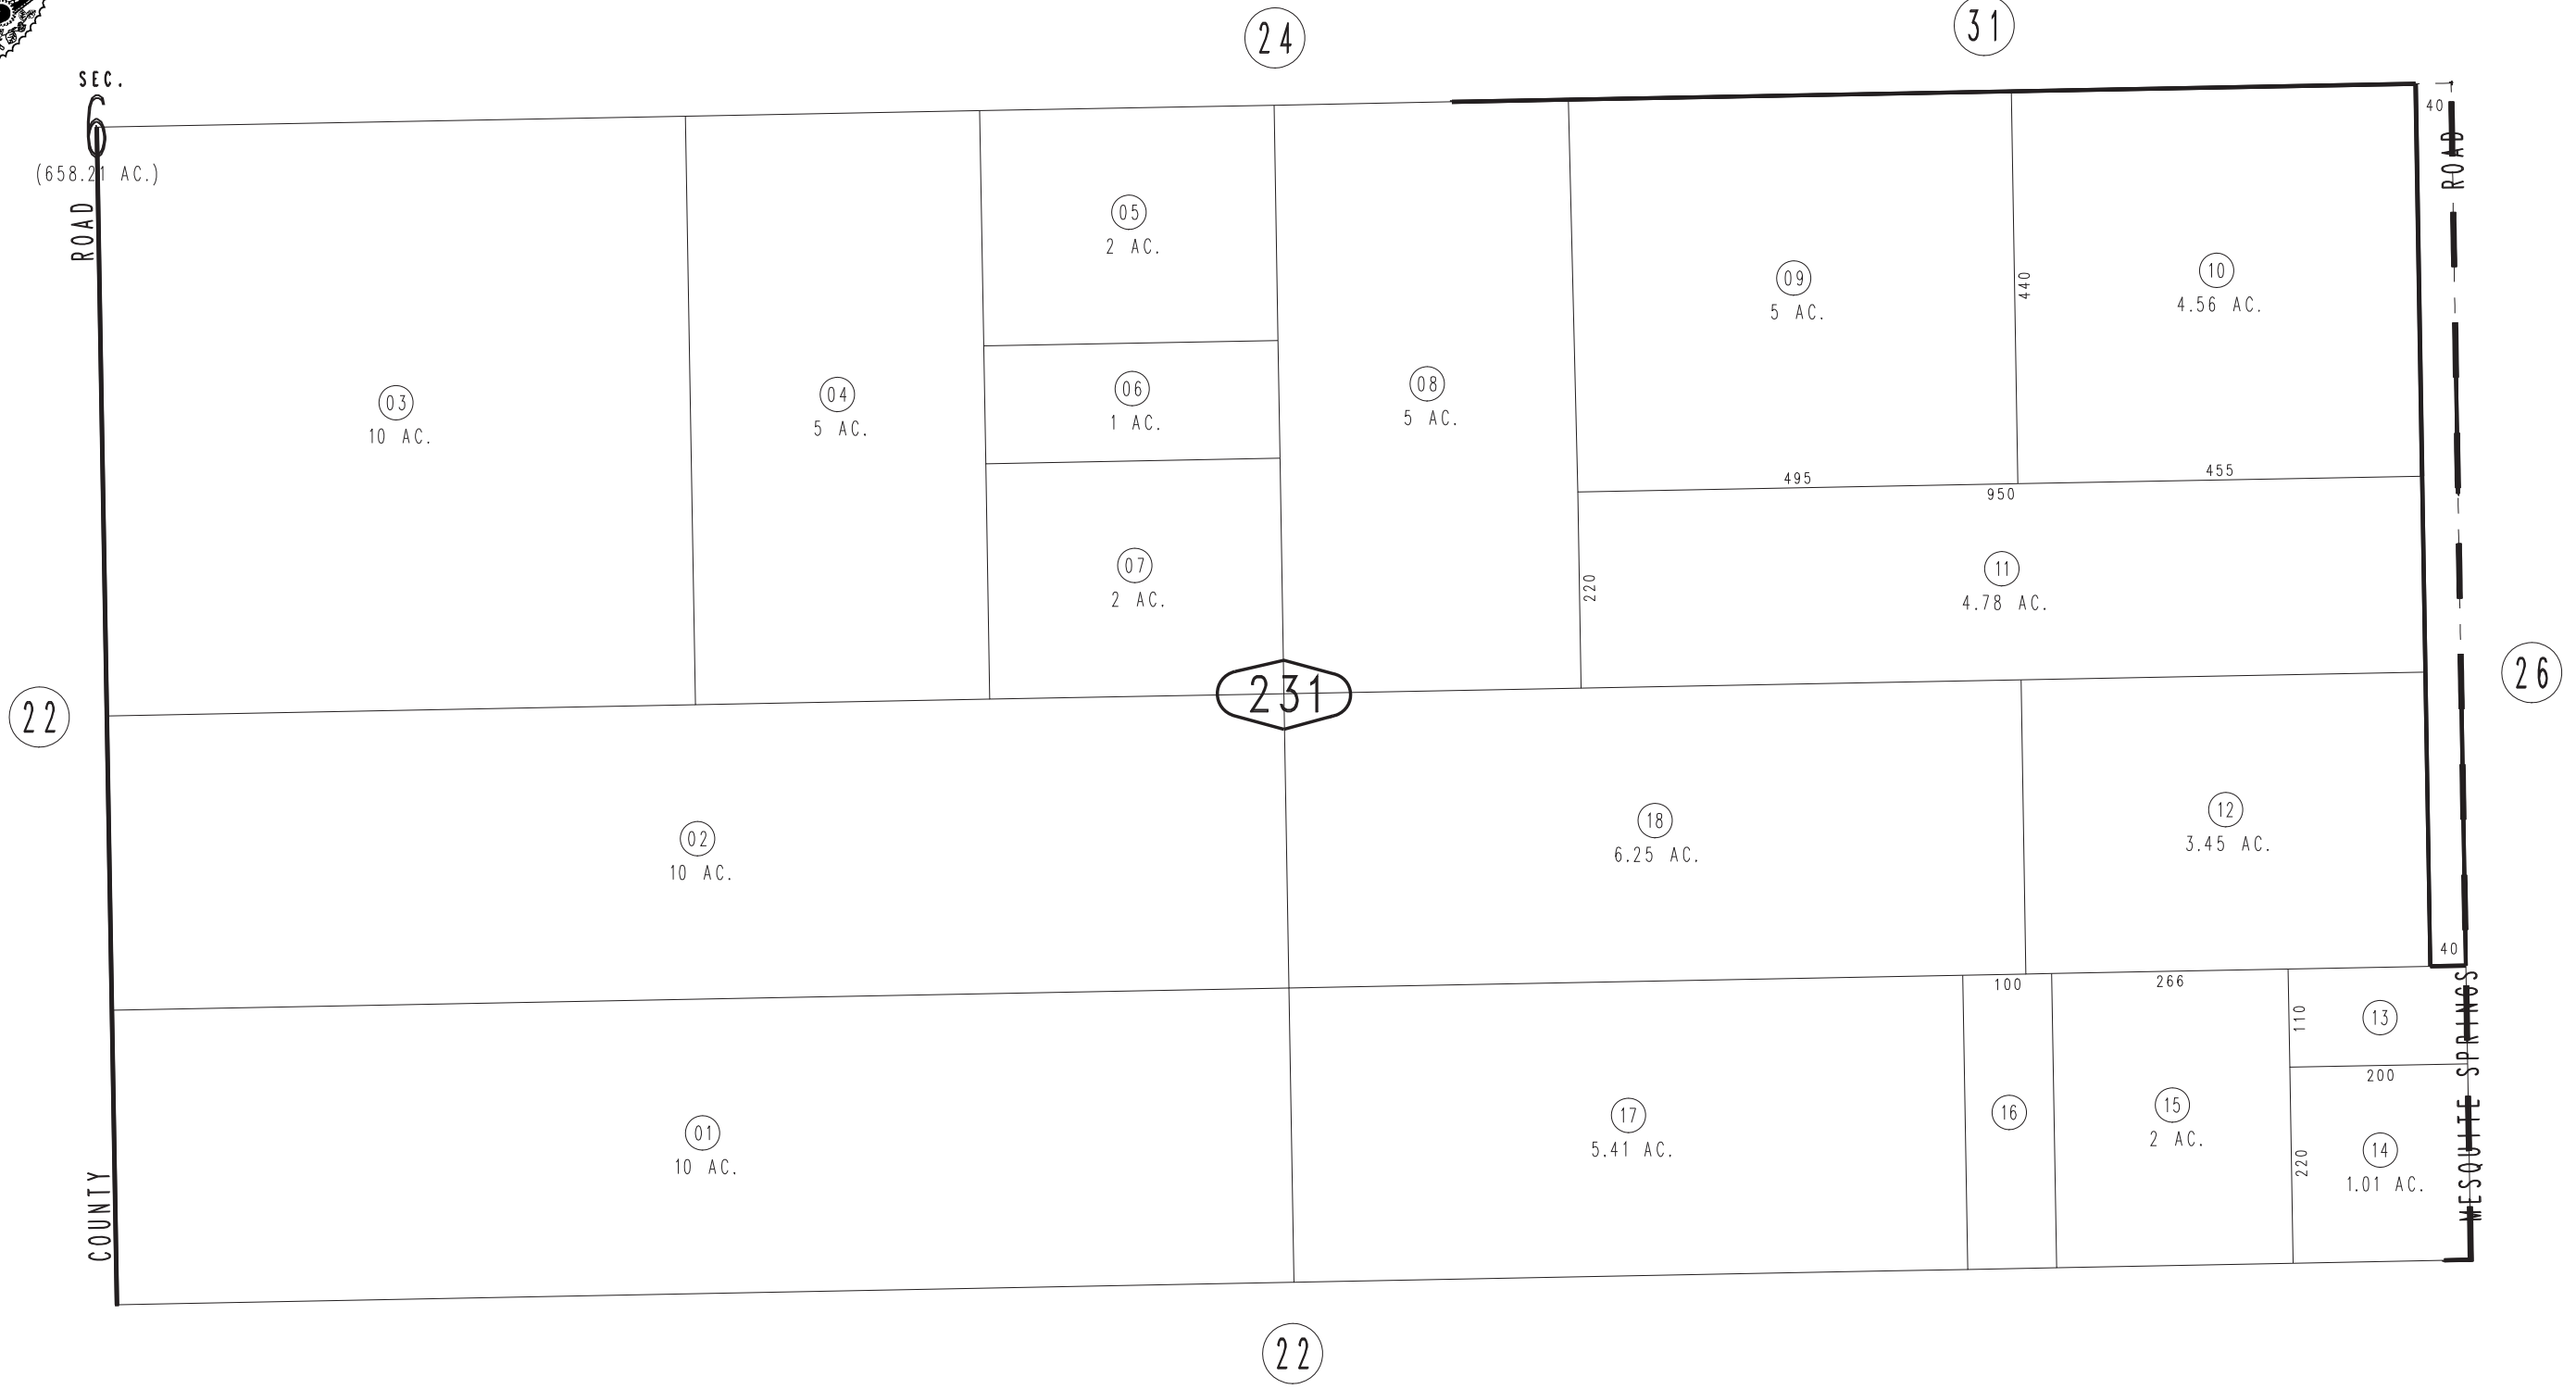 24
31
SEC.
6
(658.21 AC.)
ROAD
40
ROAD
05
2 AC.
09
5 AC.
440
10
4.56 AC.
03
10 AC.
04
5 AC.
06
1 AC.
08
5 AC.
495
455
950
07
2 AC.
220
11
4.78 AC.
22
231
26
02
10 AC.
18
6.25 AC.
12
3.45 AC.
40
100
266
110
13
200
01
10 AC.
17
5.41 AC.
16
15
2 AC.
220
14
1.01 AC.
COUNTY
MESQUITE SPRINGS
22